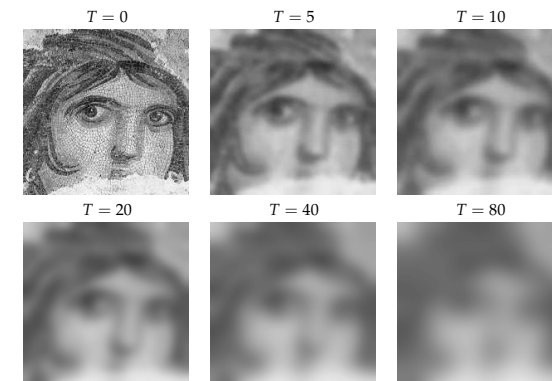 T = 0
T = 5
T = 10
T = 20
T = 40
T = 80